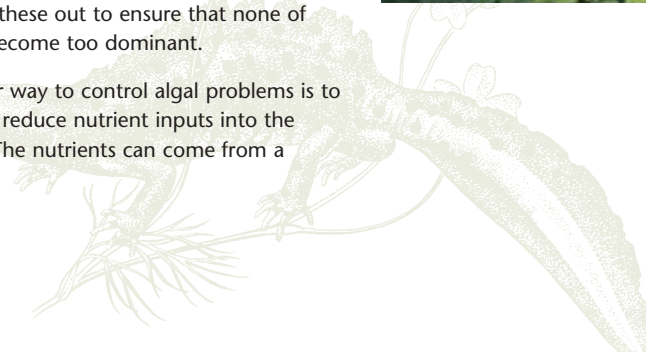 these out to ensure that none of
ecome too dominant.
r way to control algal problems is to
reduce nutrient inputs into the
The nutrients can come from a